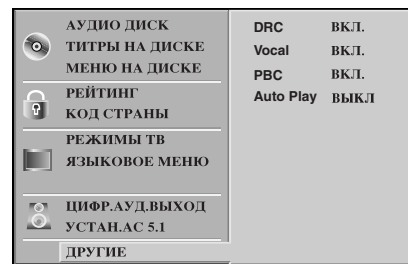 АУДИО ДИСК
ТИТРЫ НА ДИСКЕ
МЕНЮ НА ДИСКЕ
РЕЙТИНГ
КОД СТРАНЫ
РЕЖИМЫ ТВ
ЯЗЫКОВОЕ МЕНЮ
ЦИФР.АУД.ВЫХОД
УСТАН.АС 5.1
ДРУГИЕ
DRC ВКЛ.
Vocal ВКЛ.
PBC ВКЛ.
Auto Play ВЫКЛ